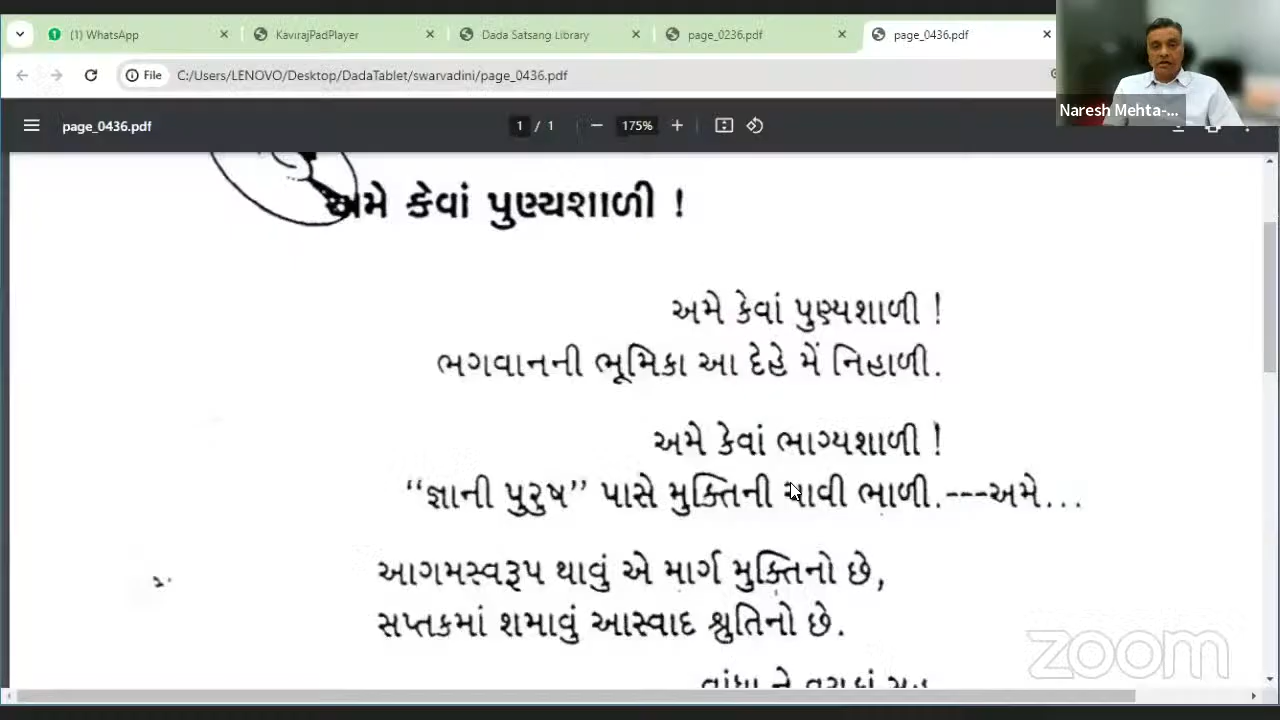 (1) WhatsApp
KavirajPadPlayer
Dada Satsang Library
page_0236.pdf
page_0436.pdf
File
C:/Users/LENOVO/Desktop/DadaTablet/swarvadini/page_0436.pdf
Naresh Mehta-...
page_0436.pdf
1 / 1
175%
અમે કેવાં પુણ્યશાળી !
અમે કેવાં પુણ્યશાળી !
ભગવાનની ભૂમિકા આ દેહે મેં નિહાળી.
અમે કેવાં ભાગ્યશાળી !
“જ્ઞાની પુરુષ” પાસે મુક્તિની ચાવી ભાળી.---અમે...
આગમસ્વરૂપ થાવું એ માર્ગ મુક્તિનો છે,
સપ્તકમાં શમાવું આસ્વાદ શ્રુતિનો છે.
zoom